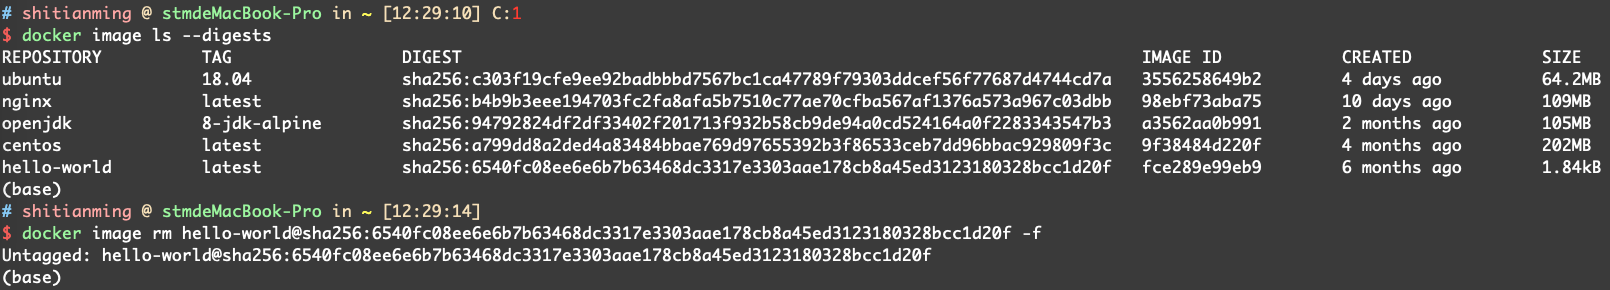 # shitianming @ stmdeMacBook-Pro in ~ [12:29:10] C:1
$ docker image ls --digests
REPOSITORY TAG DIGEST IMAGE ID CREATED SIZE
ubuntu 18.04 sha256:c303f19cfe9ee92badbbbd7567bc1ca47789f79303ddcef56f77687d4744cd7a 3556258649b2 4 days ago 64.2MB
nginx latest sha256:b4b9b3eee194703fc2fa8afa5b7510c77ae70cfba567af1376a573a967c03dbb 98ebf73aba75 10 days ago 109MB
openjdk 8-jdk-alpine sha256:94792824df2df33402f201713f932b58cb9de94a0cd524164a0f2283343547b3 a3562aa0b991 2 months ago 105MB
centos latest sha256:a799dd8a2ded4a83484bbae769d97655392b3f86533ceb7dd96bbac929809f3c 9f38484d220f 4 months ago 202MB
hello-world latest sha256:6540fc08ee6e6b7b63468dc3317e3303aae178cb8a45ed3123180328bcc1d20f fce289e99eb9 6 months ago 1.84kB
(base)
# shitianming @ stmdeMacBook-Pro in ~ [12:29:14]
$ docker image rm hello-world@sha256:6540fc08ee6e6b7b63468dc3317e3303aae178cb8a45ed3123180328bcc1d20f -f
Untagged: hello-world@sha256:6540fc08ee6e6b7b63468dc3317e3303aae178cb8a45ed3123180328bcc1d20f
(base)